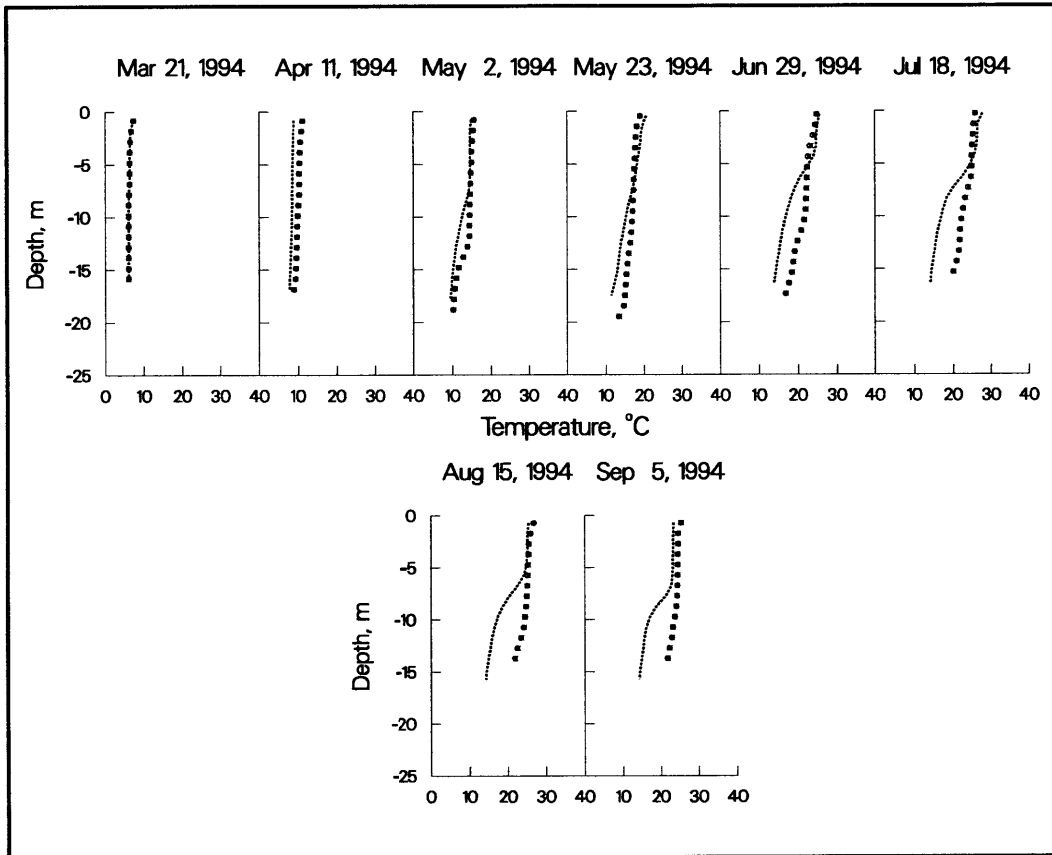 Mar 21, 1994 Apr 11, 1994 May 2, 1994 May 23, 1994 Jun 29, 1994 Jul 18, 1994
0
-5
-10
-15
-20
-25
Depth, m
0 10 20 30 40 10 20 30 40 10 20 30 40 10 20 30 40 10 20 30 40 10 20 30 40
Temperature, °C
Aug 15, 1994 Sep 5, 1994
0
-5
-10
-15
-20
-25
Depth, m
0 10 20 30 40 10 20 30 40